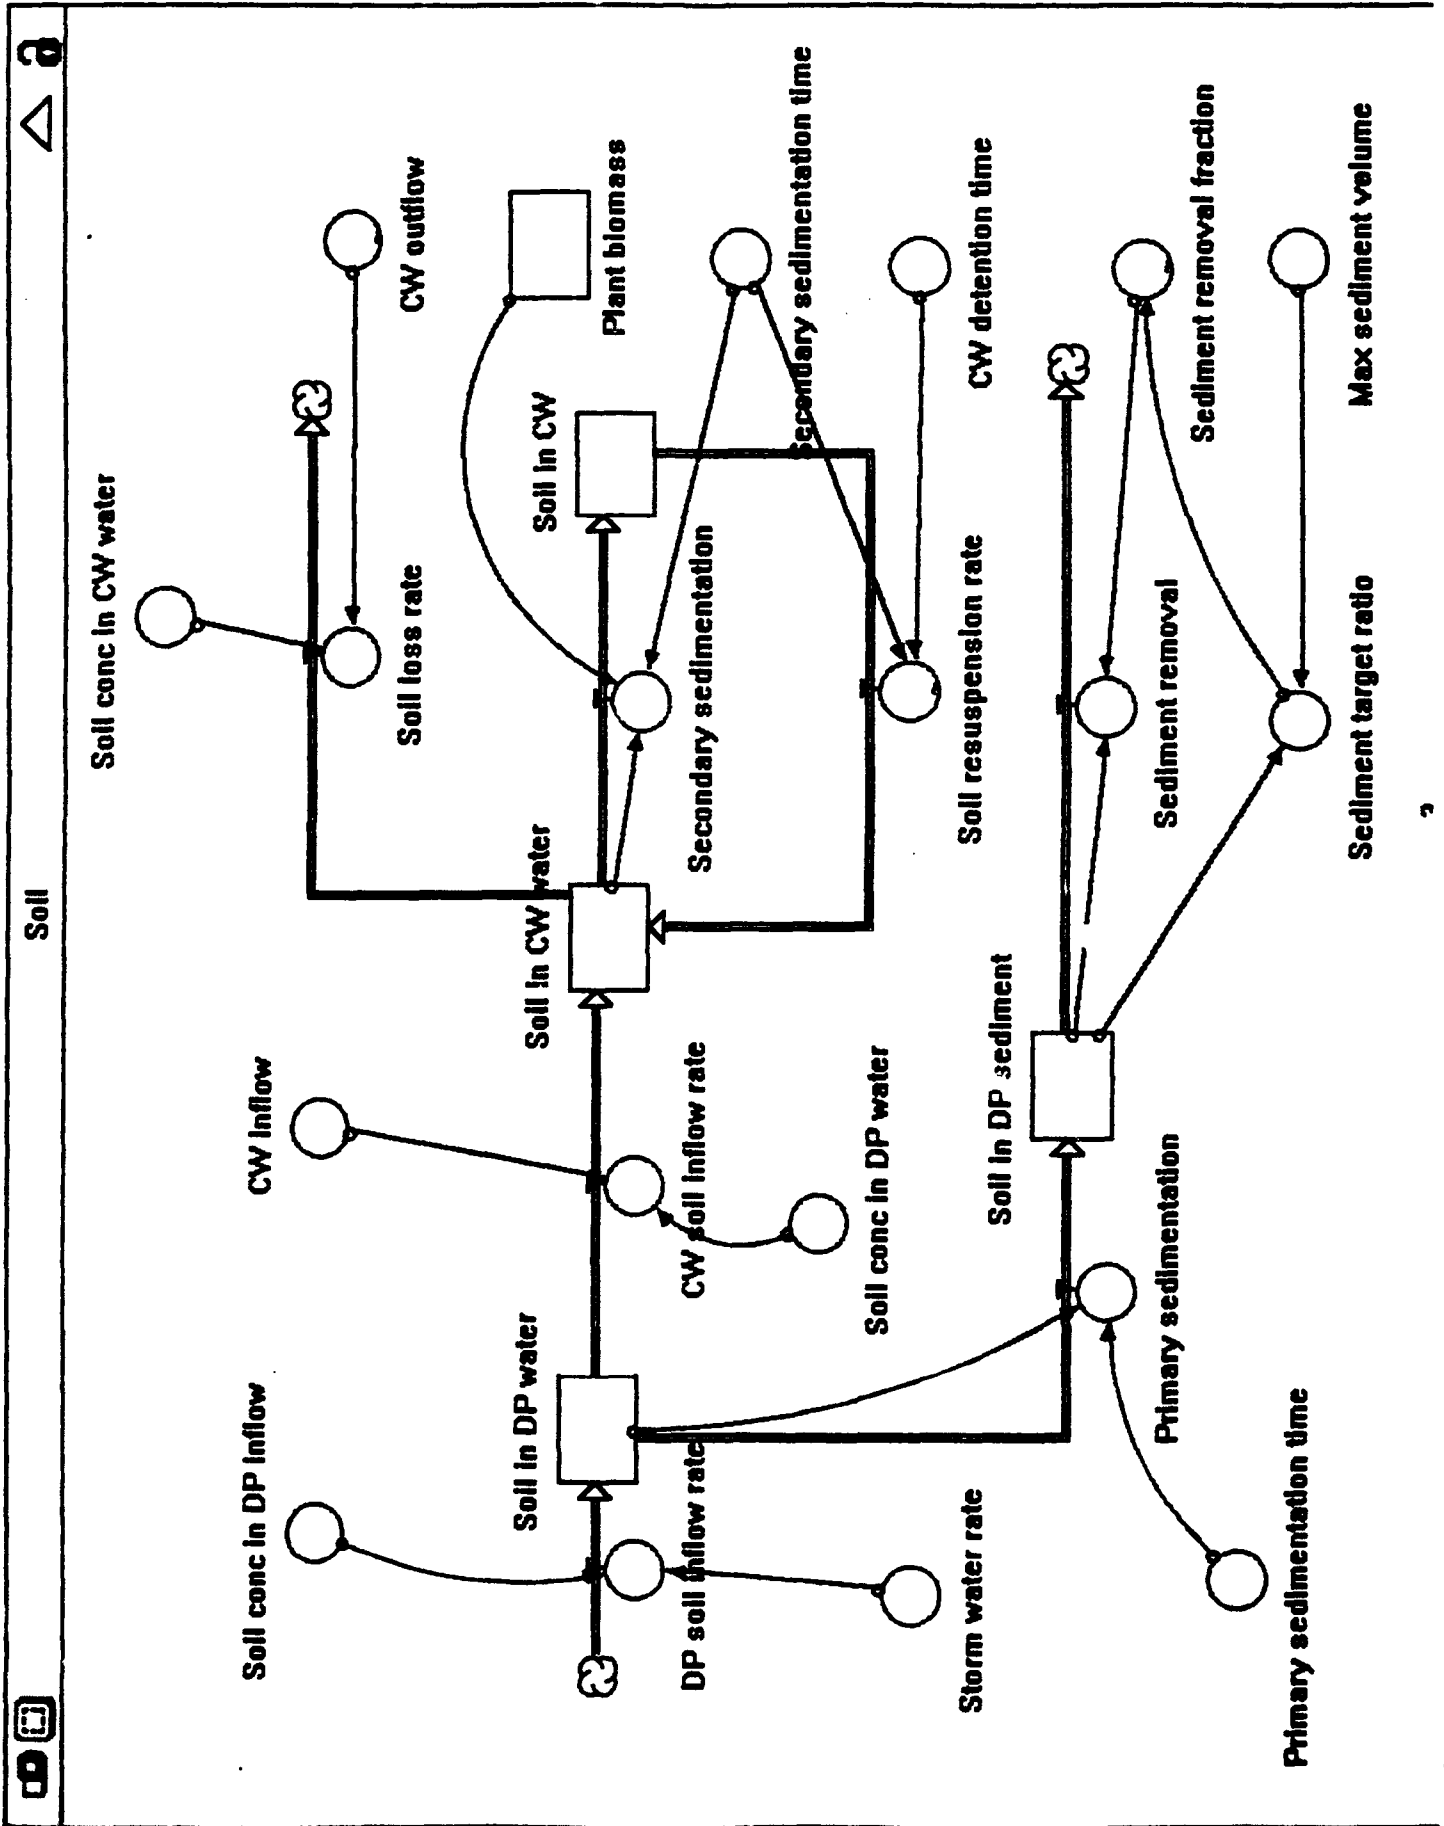 Soil
Soil conc in CW water
Soil conc in DP inflow
CW inflow
Soil loss rate
CW outflow
Soil in DP water
Soil in CW water
Soil in CW
Plant biomass
DP soil inflow rate
CW soil inflow rate
Secondary sedimentation
Secondary sedimentation time
Soil conc in DP water
Storm water rate
Soil in DP sediment
Soil resuspension rate
CW detention time
Primary sedimentation
Sediment removal
Sediment removal fraction
Primary sedimentation time
Sediment target ratio
Max sediment volume